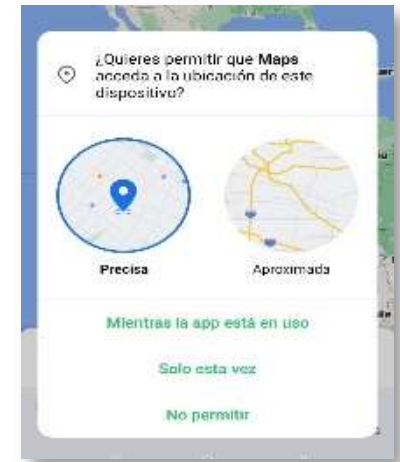 ¿Quieres permitir que Maps
acceda a la ubicación de este
dispositivo?
Precisa
Aproximada
Mientras la app está en uso
Solo esta vez
No permitir